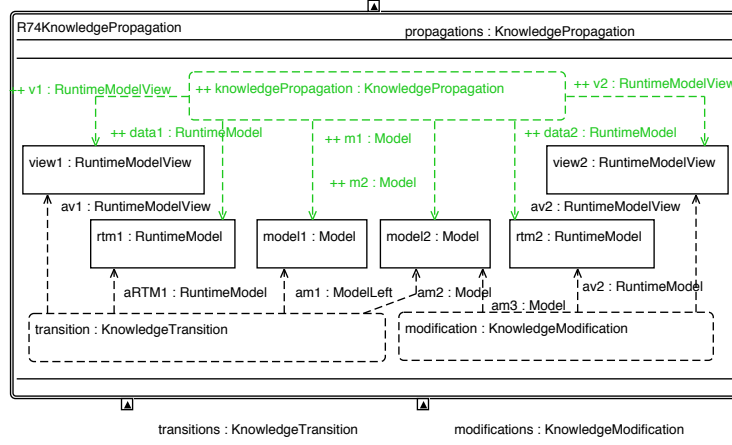 R74KnowledgePropagation
propagations : KnowledgePropagation
++ v1 : RuntimeModelView
++ knowledgePropagation : KnowledgePropagation
++ v2 : RuntimeModelView
++ data1 : RuntimeModel
++ m1 : Model
++ data2 : RuntimeModel
view1 : RuntimeModelView
++ m2 : Model
view2 : RuntimeModelView
av1 : RuntimeModelView
av2 : RuntimeModelView
rtm1 : RuntimeModel
model1 : Model
model2 : Model
rtm2 : RuntimeModel
aRTM1 : RuntimeModel
am1 : ModelLeft
am2 : Model
av2 : RuntimeModel
am3 : Model
transition : KnowledgeTransition
modification : KnowledgeModification
transitions : KnowledgeTransition
modifications : KnowledgeModification